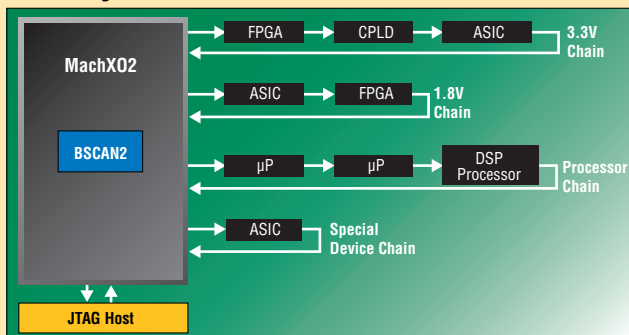 MachXO2
BSCAN2
JTAG Host
FPGA
CPLD
ASIC
3.3V
Chain
ASIC
FPGA
1.8V
Chain
µP
µP
DSP
Processor
Processor
Chain
ASIC
Special
Device Chain